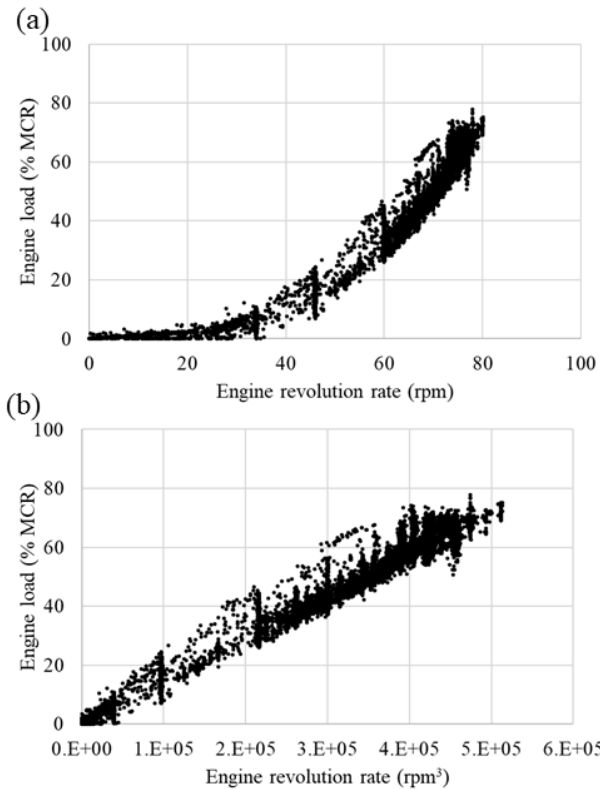 (a)
100
80
60
40
20
0
Engine load (% MCR)
0 20 40 60 80 100
Engine revolution rate (rpm)
(b)
100
80
60
40
20
0
Engine load (% MCR)
0.E+00 1.E+05 2.E+05 3.E+05 4.E+05 5.E+05 6.E+05
Engine revolution rate (rpm³)